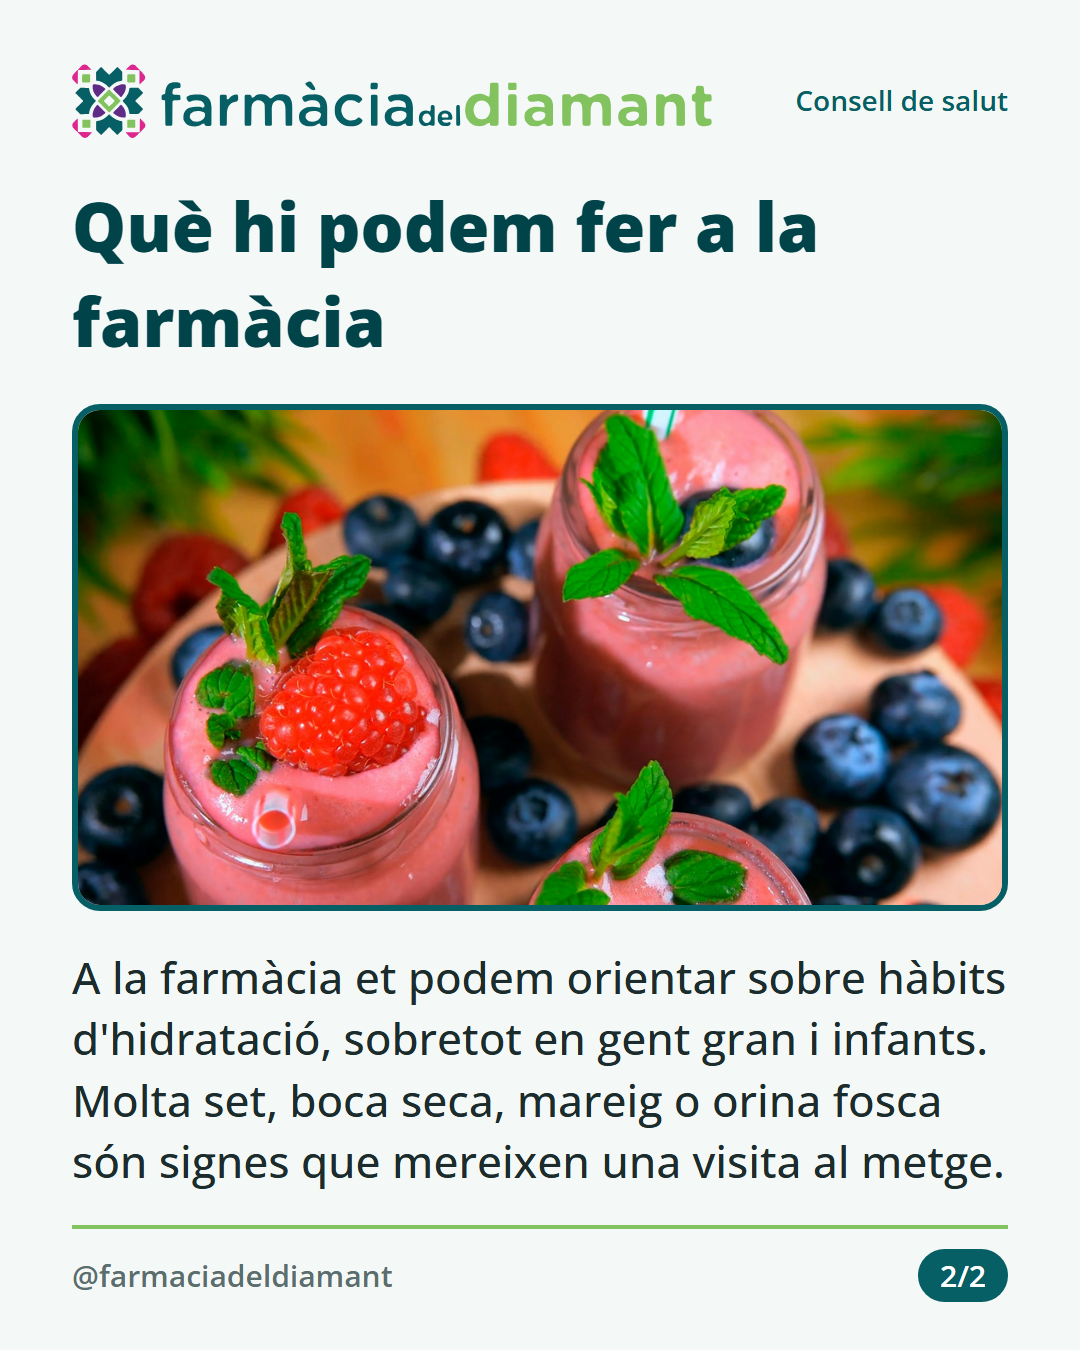 farmàciadeldiamant
Consell de salut
Què hi podem fer a la
farmàcia
A la farmàcia et podem orientar sobre hàbits
d'hidratació, sobretot en gent gran i infants.
Molta set, boca seca, mareig o orina fosca
són signes que mereixen una visita al metge.
@farmaciadeldiamant
2/2